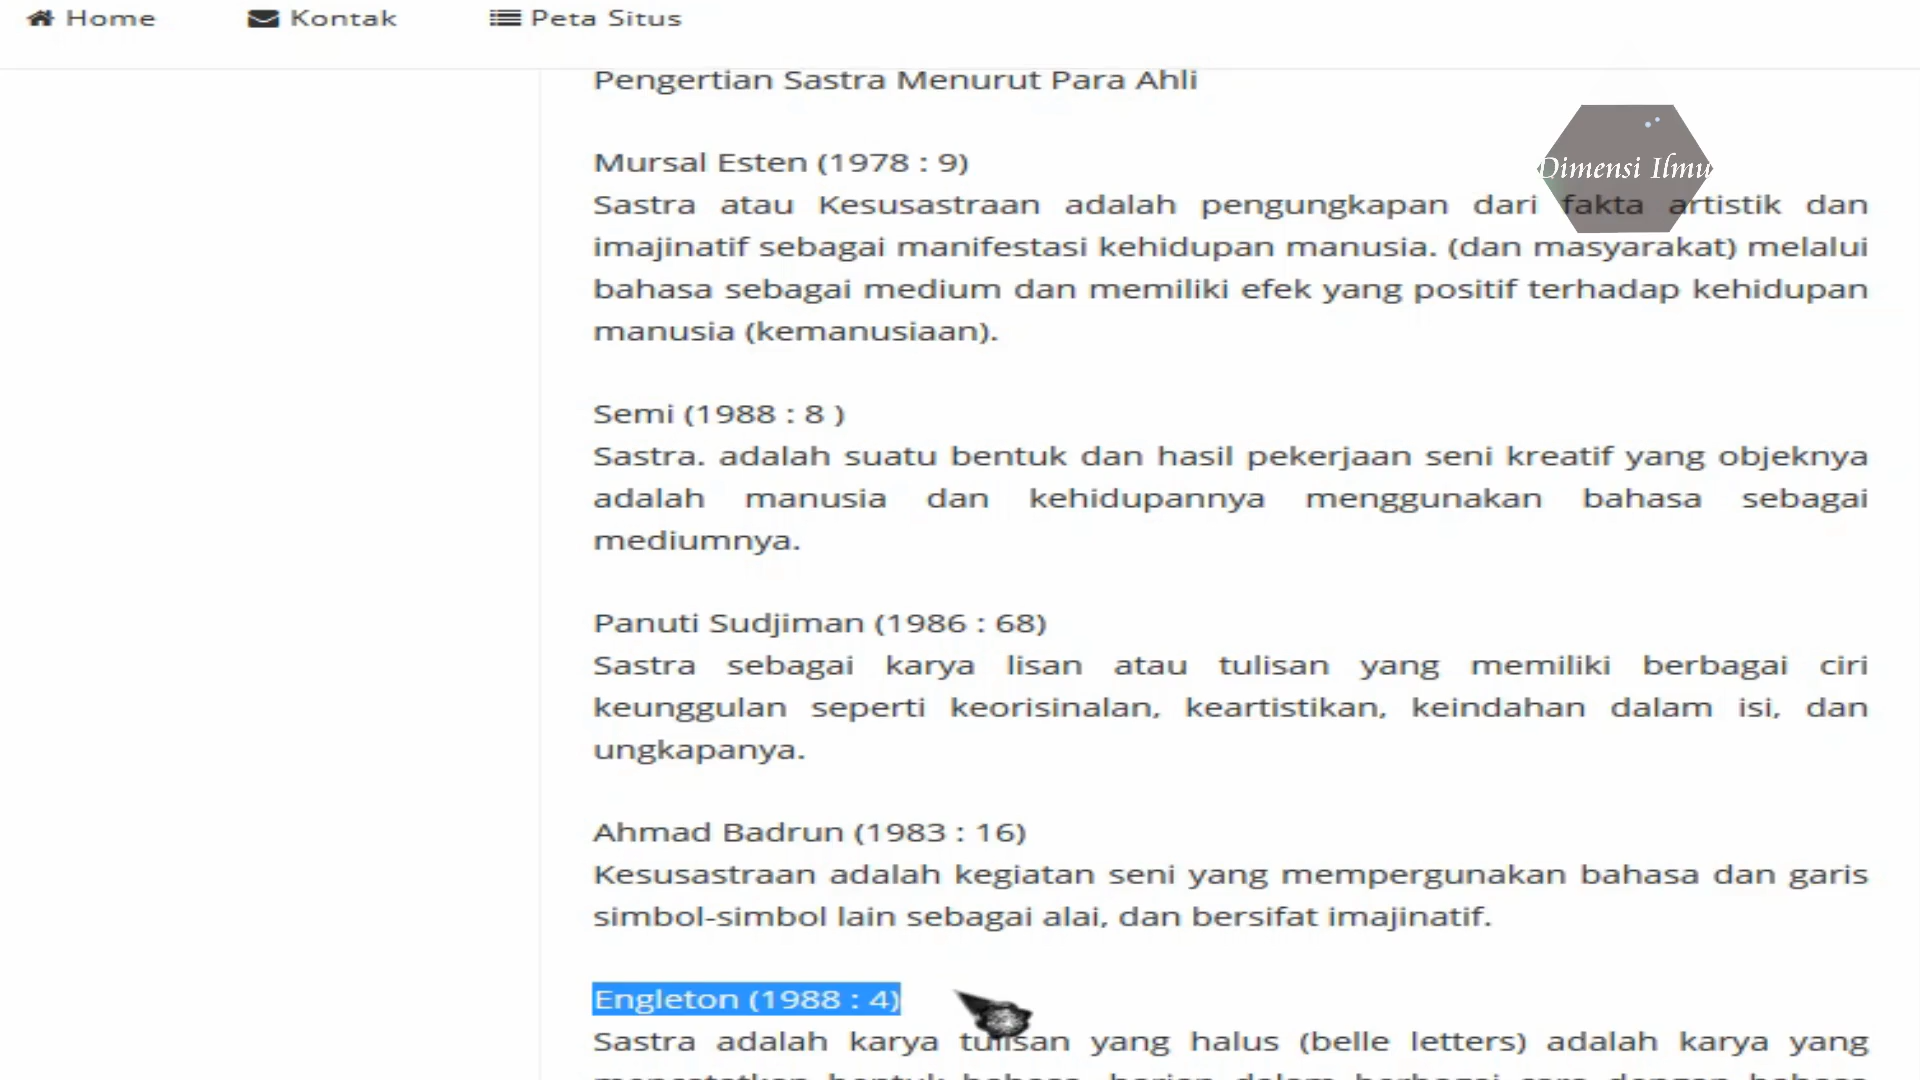 Home Kontak Peta Situs
Pengertian Sastra Menurut Para Ahli
Dimensi Ilmu
Mursal Esten (1978 : 9)
Sastra atau Kesusastraan adalah pengungkapan dari fakta artistik dan
imajinatif sebagai manifestasi kehidupan manusia. (dan masyarakat) melalui
bahasa sebagai medium dan memiliki efek yang positif terhadap kehidupan
manusia (kemanusiaan).
Semi (1988 : 8 )
Sastra. adalah suatu bentuk dan hasil pekerjaan seni kreatif yang objeknya
adalah manusia dan kehidupannya menggunakan bahasa sebagai
mediumnya.
Panuti Sudjiman (1986 : 68)
Sastra sebagai karya lisan atau tulisan yang memiliki berbagai ciri
keunggulan seperti keorisinalan, keartistikan, keindahan dalam isi, dan
ungkapanya.
Ahmad Badrun (1983 : 16)
Kesusastraan adalah kegiatan seni yang mempergunakan bahasa dan garis
simbol-simbol lain sebagai alai, dan bersifat imajinatif.
Engleton (1988 : 4)
Sastra adalah karya tulisan yang halus (belle letters) adalah karya yang